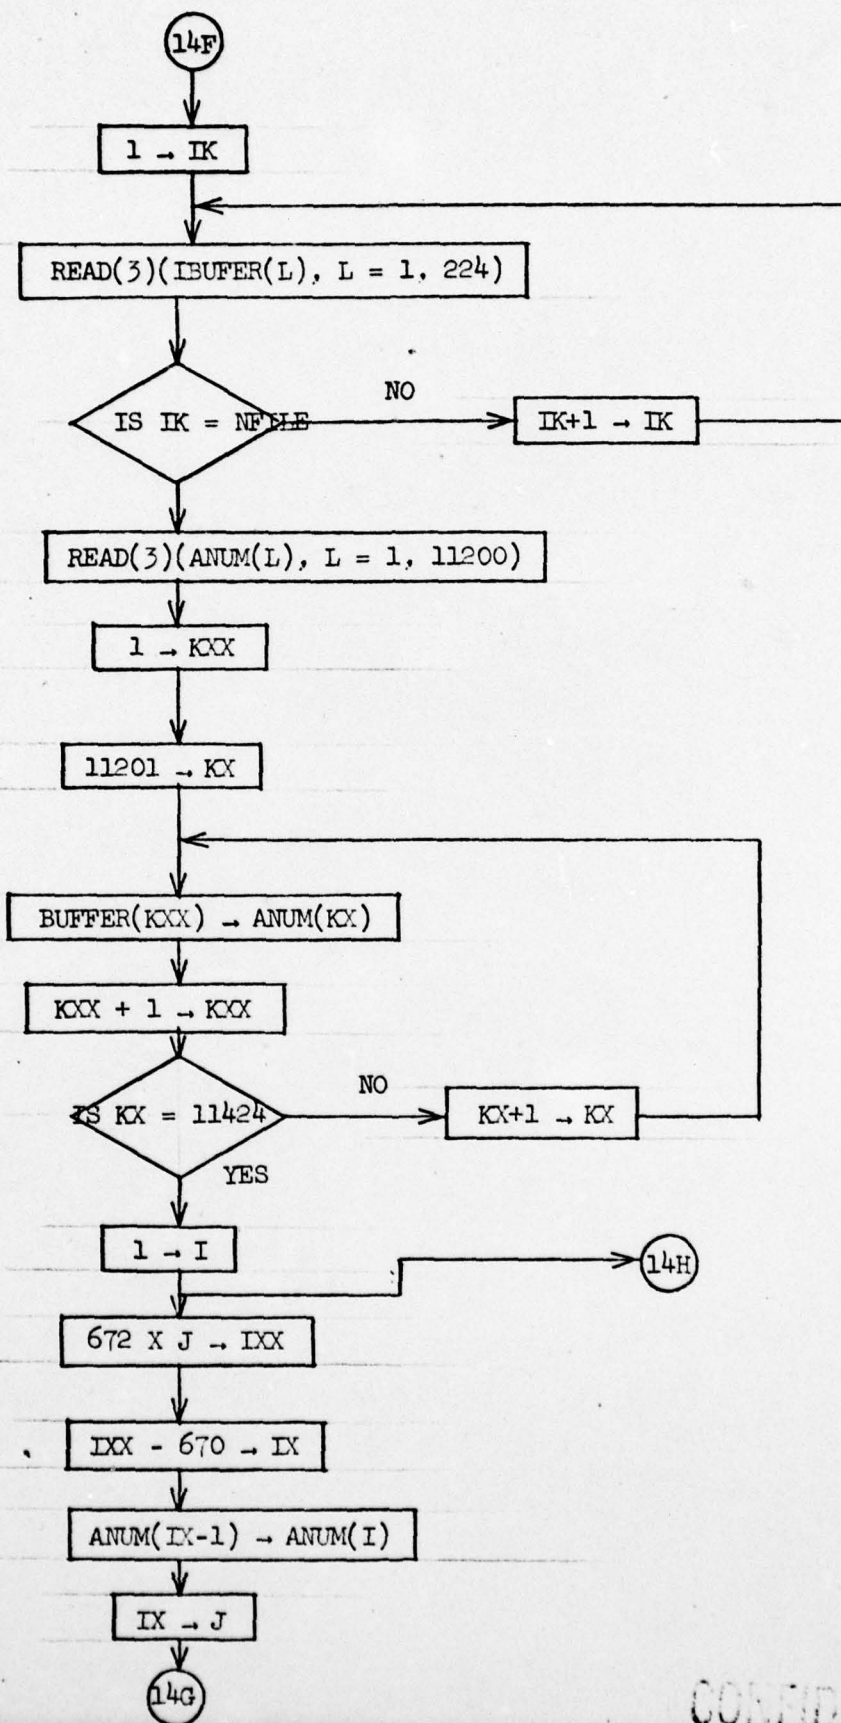 14F
1 → IK
READ(3)(IBUFER(L), L = 1, 224)
IS IK = NFILE
NO
IK+1 → IK
READ(3)(ANUM(L), L = 1, 11200)
1 → KXX
11201 → KX
BUFFER(KXX) → ANUM(KX)
KXX + 1 → KXX
IS KX = 11424
NO
KX+1 → KX
YES
1 → I
14H
672 X J → IXX
IXX - 670 → IX
ANUM(IX-1) → ANUM(I)
IX → J
14G
CONFID